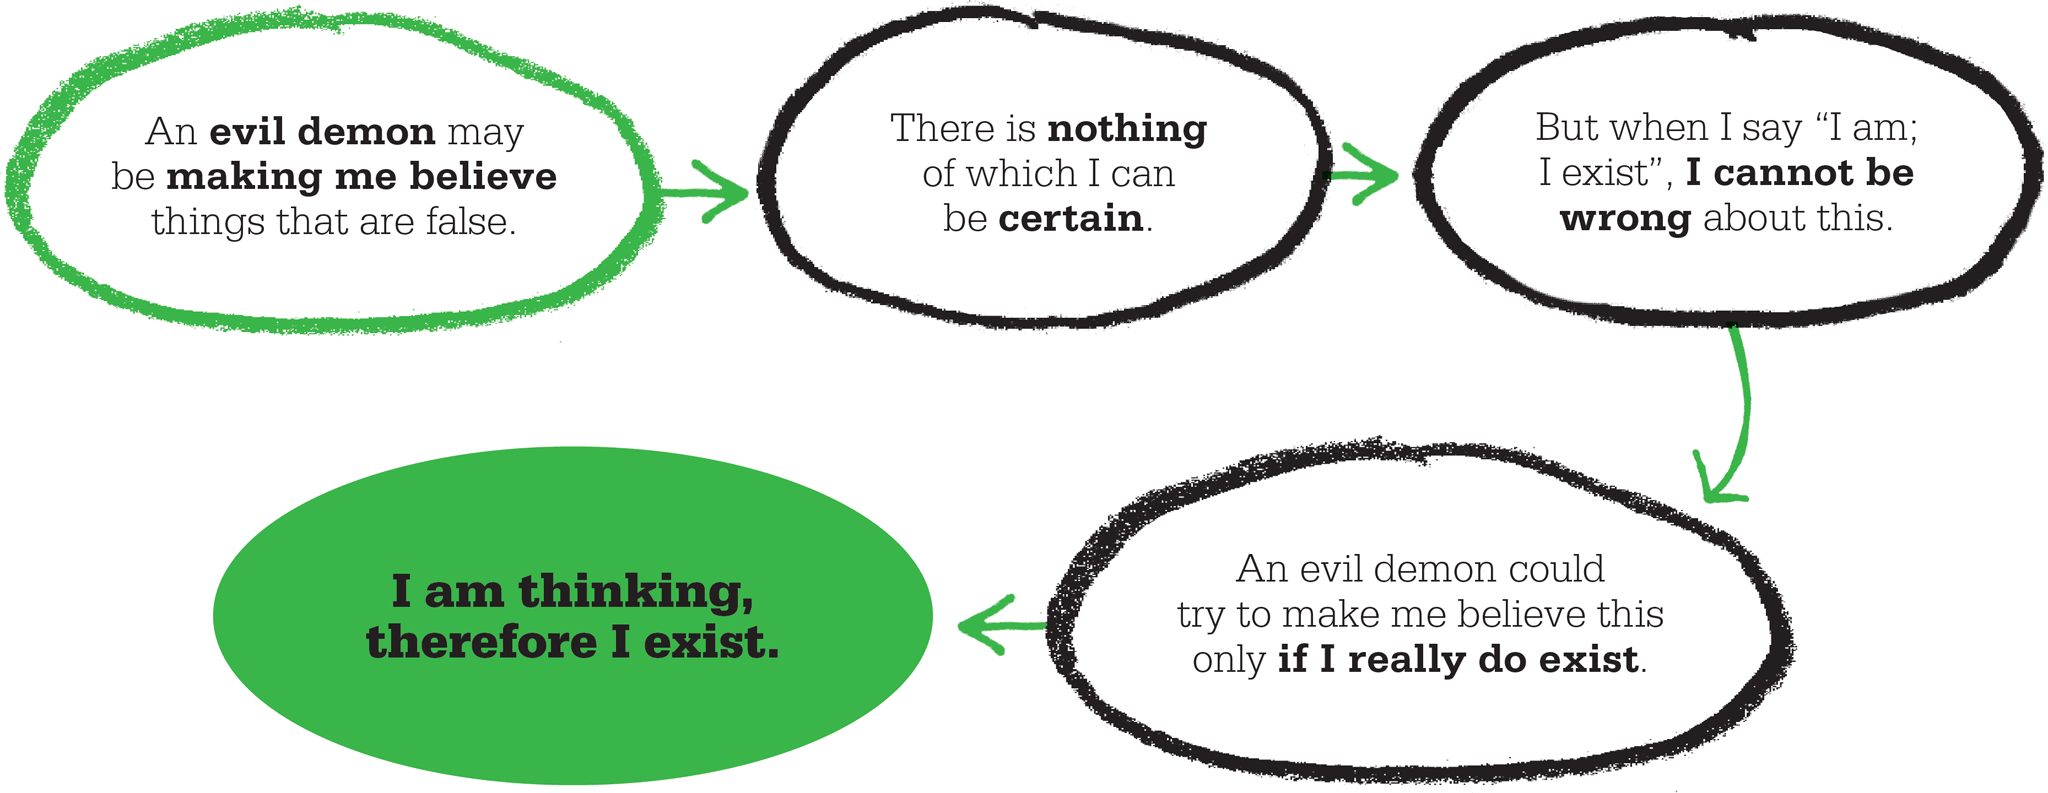 An evil demon may
be making me believe
things that are false.
There is nothing
of which I can
be certain.
But when I say “I am;
I exist”, I cannot be
wrong about this.
An evil demon could
try to make me believe this
only if I really do exist.
I am thinking,
therefore I exist.